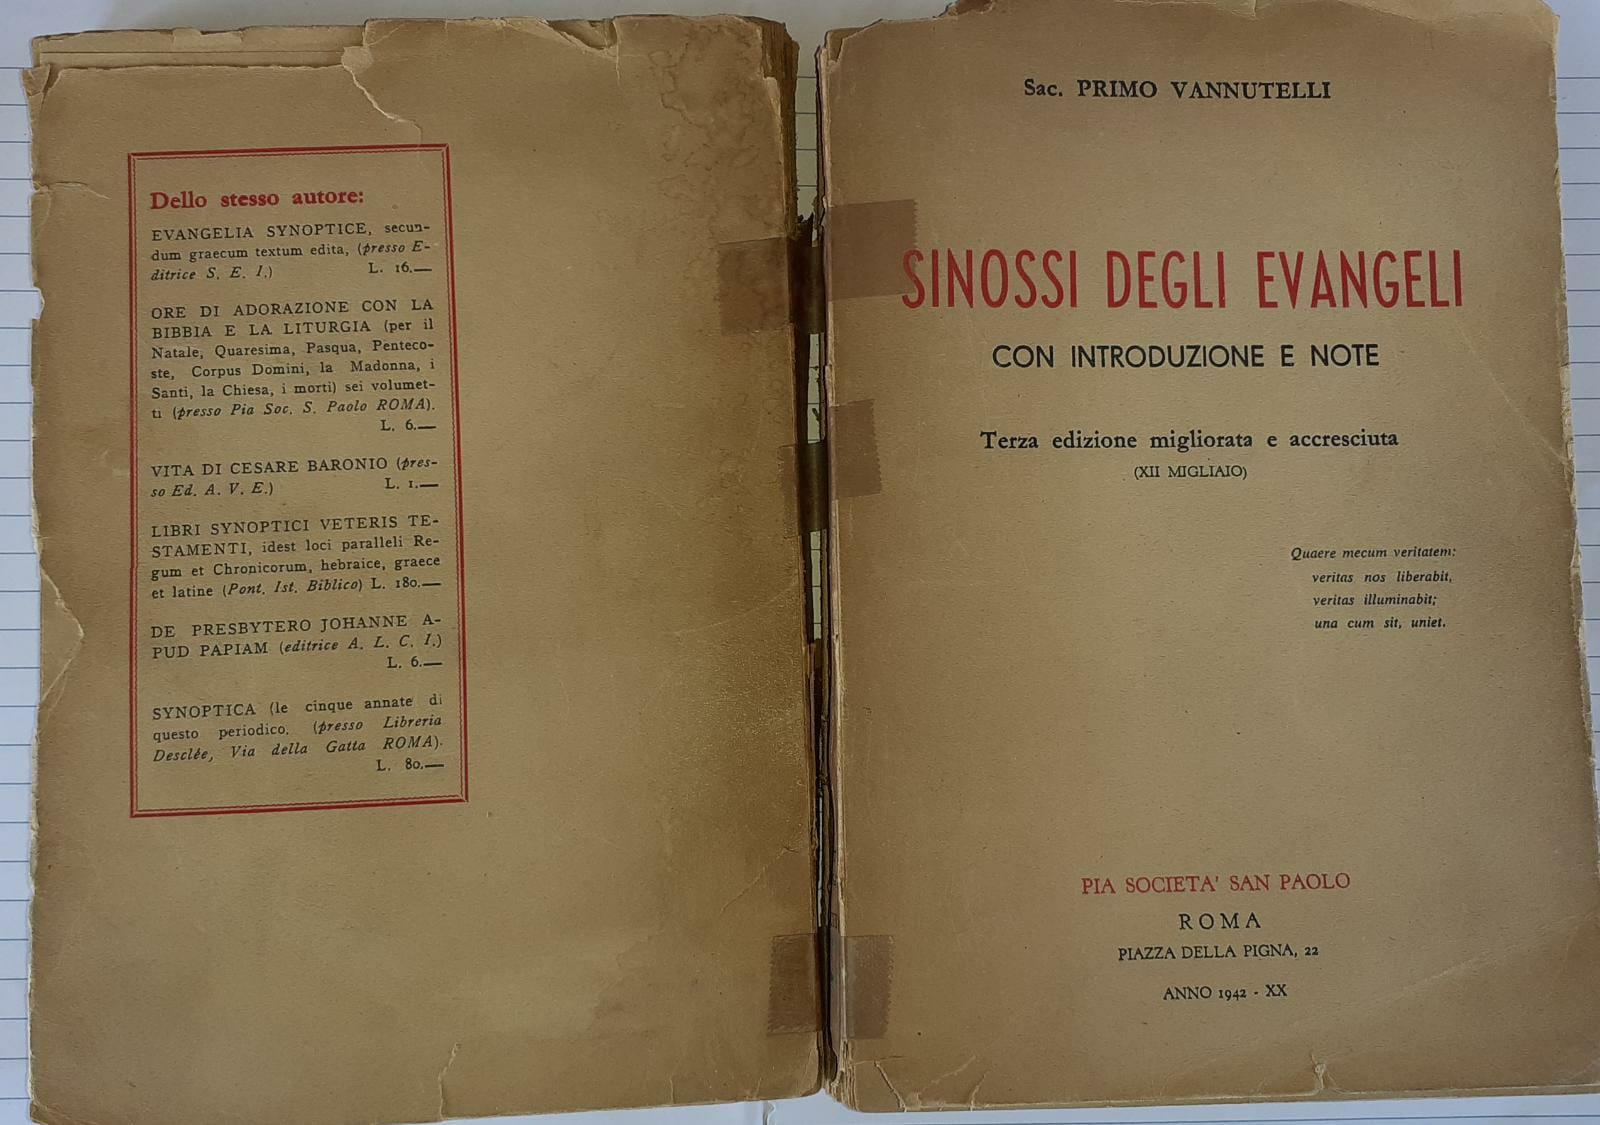 Dello stesso autore:
EVANGELIA SYNOPTICE, secun-
dum graecum textum edita, (presso E-
ditrice S. E. I.) L. 16.—
ORE DI ADORAZIONE CON LA
BIBBIA E LA LITURGIA (per il
Natale, Quaresima, Pasqua, Penteco-
ste, Corpus Domini, la Madonna, i
Santi, la Chiesa, i morti) sei volumet-
ti (presso Pia Soc. S. Paolo ROMA).
L. 6.—
VITA DI CESARE BARONIO (pres-
so Ed. A. V. E.) L. 1.—
LIBRI SYNOPTICI VETERIS TE-
STAMENTI, idest loci paralleli Re-
gum et Chronicorum, hebraice, graece
et latine (Pont. Ist. Biblico) L. 180.—
DE PRESBYTERO JOHANNE A-
PUD PAPIAM (editrice A. L. C. I.)
L. 6.—
SYNOPTICA (le cinque annate di
questo periodico. (presso Libreria
Desclée, Via della Gatta ROMA).
L. 80.—
Sac. PRIMO VANNUTELLI
SINOSSI DEGLI EVANGELI
CON INTRODUZIONE E NOTE
Terza edizione migliorata e accresciuta
(XII MIGLIAIO)
Quaere mecum veritatem:
veritas nos liberabit,
veritas illuminabit;
una cum sit, uniet.
PIA SOCIETA' SAN PAOLO
ROMA
PIAZZA DELLA PIGNA, 22
ANNO 1942 - XX